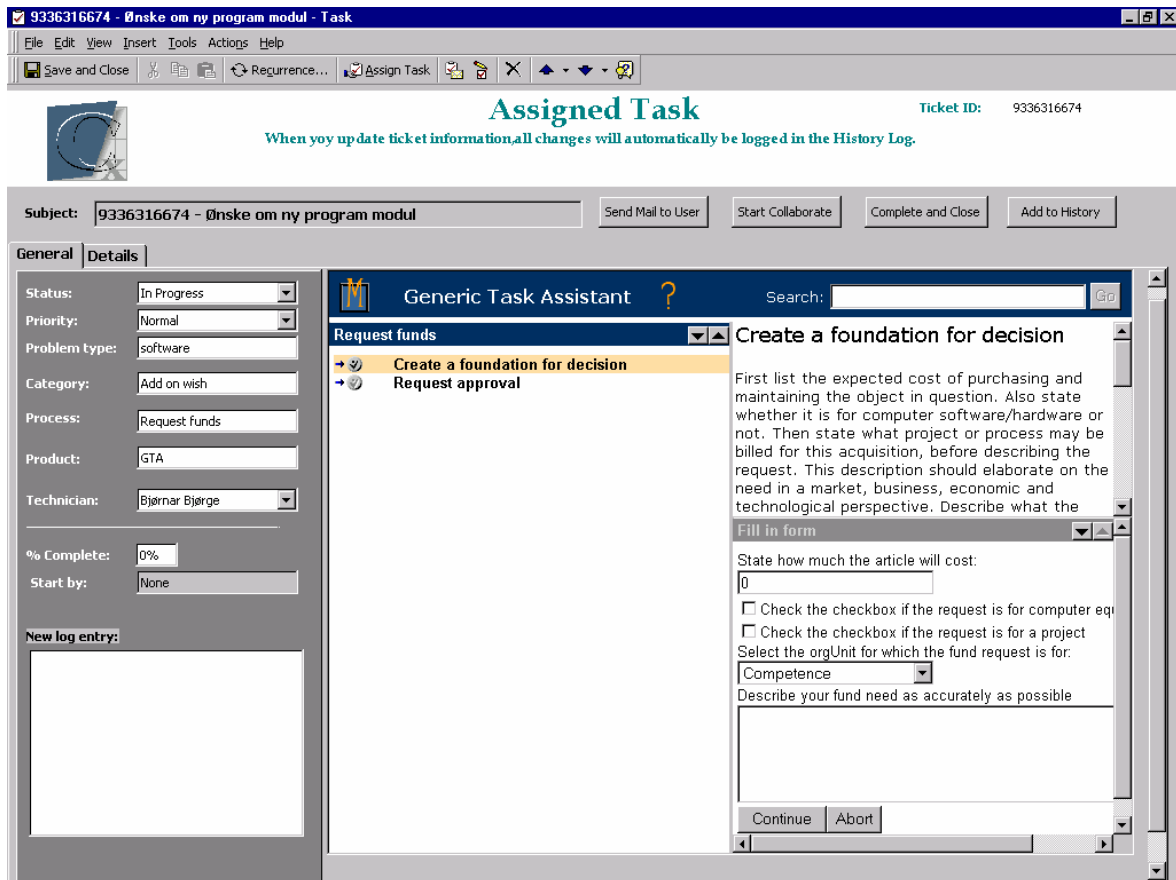 9336316674 - Ønske om ny program modul - Task
File Edit View Insert Tools Actions Help
Save and Close Recurrence... Assign Task
Assigned Task
Ticket ID: 9336316674
When yoy update ticket information,all changes will automatically be logged in the History Log.
Subject: 9336316674 - Ønske om ny program modul Send Mail to User Start Collaborate Complete and Close Add to History
General Details
Status: In Progress
Priority: Normal
Problem type: software
Category: Add on wish
Process: Request funds
Product: GTA
Technician: Bjørnar Bjørge
% Complete: 0%
Start by: None
New log entry:
M Generic Task Assistant ? Search: Go
Request funds
Create a foundation for decision
Request approval
Create a foundation for decision
First list the expected cost of purchasing and
maintaining the object in question. Also state
whether it is for computer software/hardware or
not. Then state what project or process may be
billed for this acquisition, before describing the
request. This description should elaborate on the
need in a market, business, economic and
technological perspective. Describe what the
Fill in form
State how much the article will cost:
0
Check the checkbox if the request is for computer equ
Check the checkbox if the request is for a project
Select the orgUnit for which the fund request is for:
Competence
Describe your fund need as accurately as possible
Continue Abort